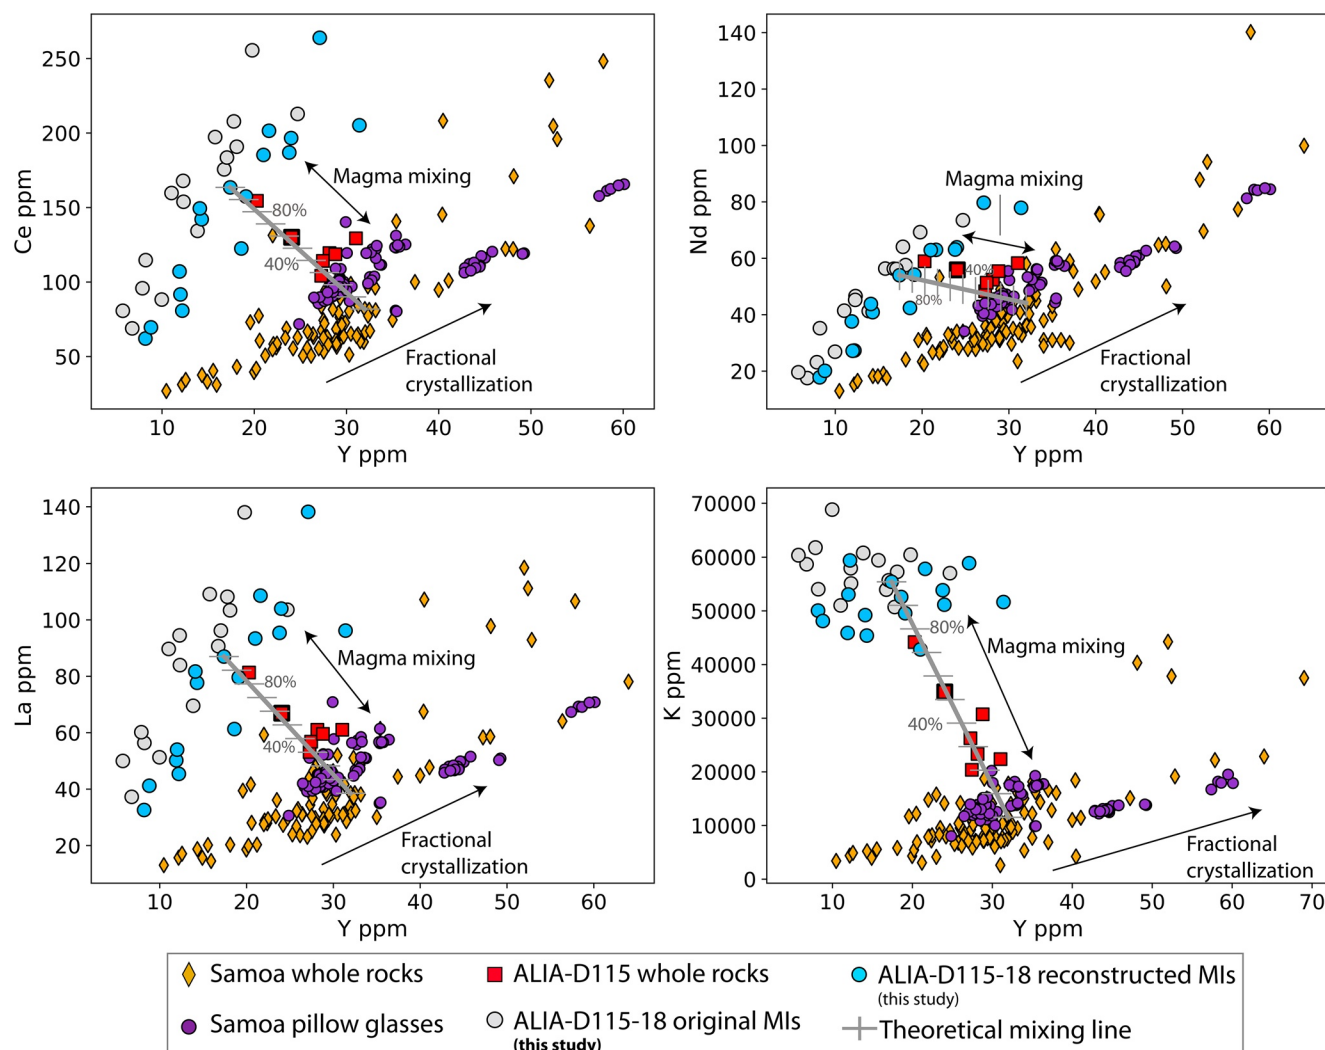 250
200
150
100
50
Ce ppm
Magma mixing
80%
40%
Fractional
crystallization
10 20 30 40 50 60
Y ppm
140
120
100
80
60
40
20
Nd ppm
Magma mixing
40%
80%
Fractional
crystallization
10 20 30 40 50 60
Y ppm
140
120
100
80
60
40
20
La ppm
Magma mixing
80%
40%
Fractional
crystallization
10 20 30 40 50 60
Y ppm
70000
60000
50000
40000
30000
20000
10000
0
K ppm
80%
Magma mixing
40%
Fractional
crystallization
10 20 30 40 50 60 70
Y ppm
Samoa whole rocks
ALIA-D115 whole rocks
ALIA-D115-18 reconstructed MIs
(this study)
Samoa pillow glasses
ALIA-D115-18 original MIs
(this study)
Theoretical mixing line